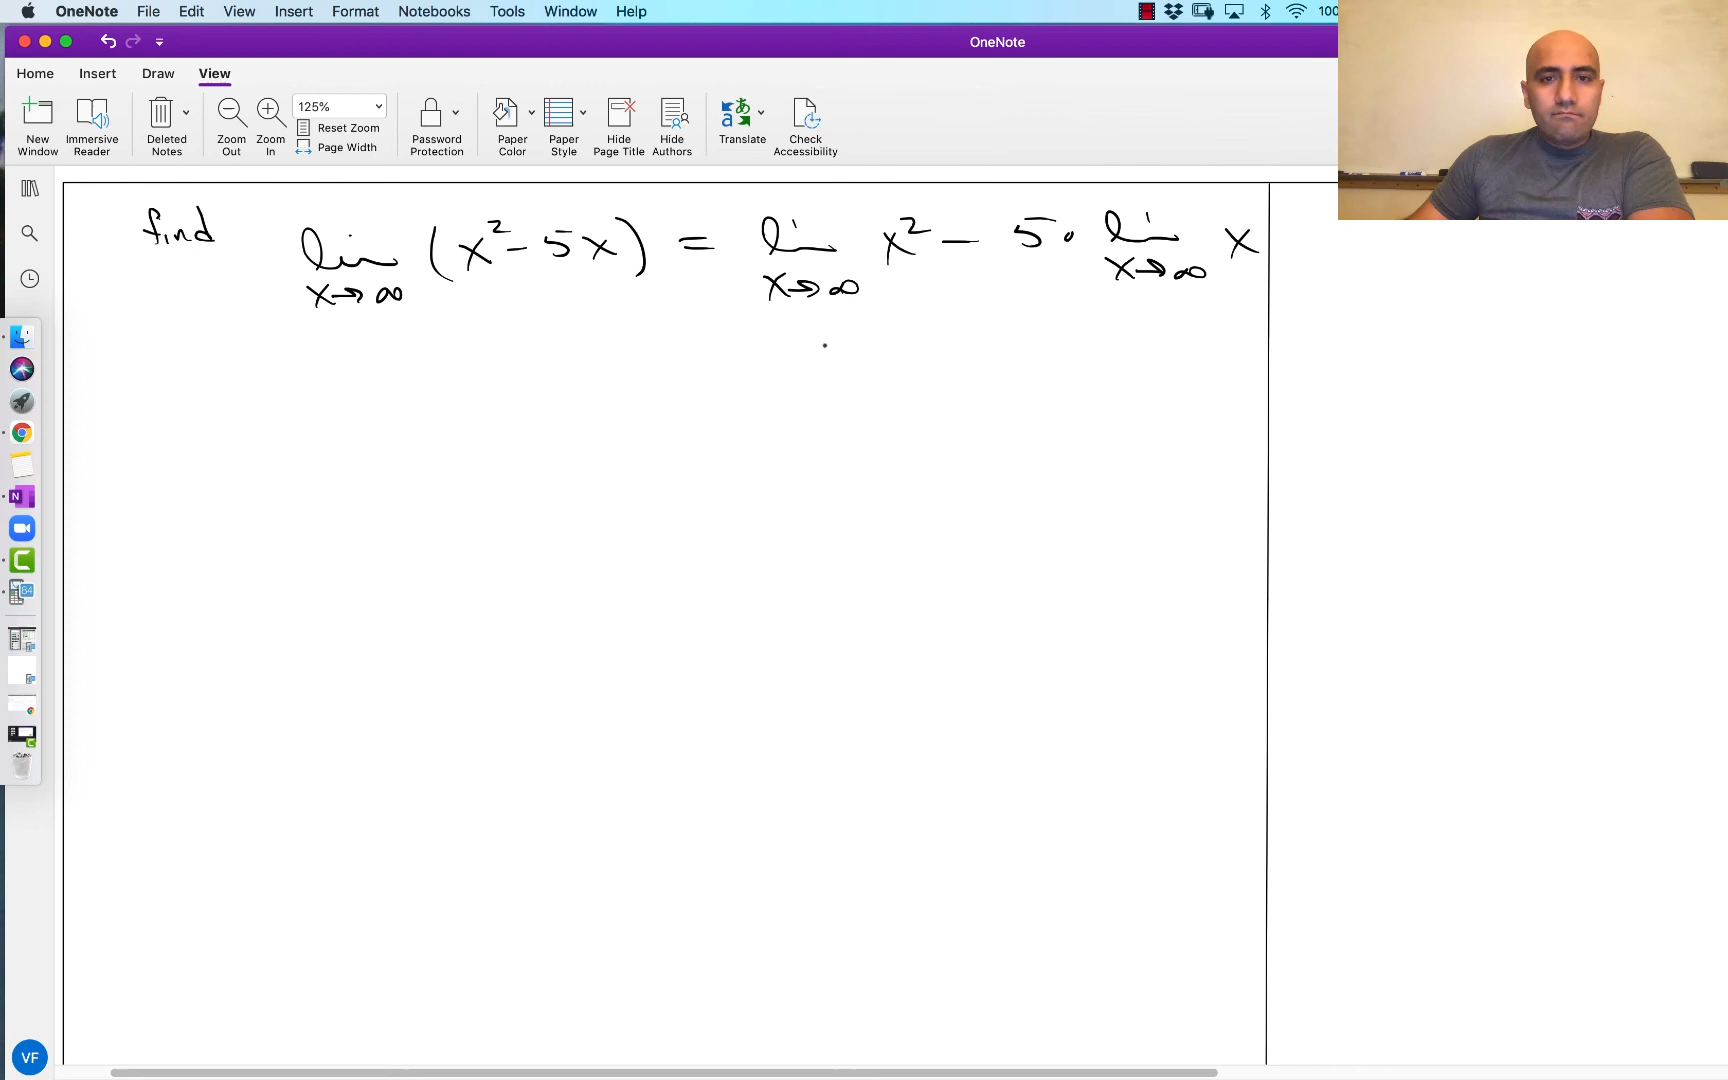 OneNote File Edit View Insert Format Notebooks Tools Window Help 100
OneNote
Home Insert Draw View
New Window Immersive Reader Deleted Notes Zoom Out Zoom In 125% Reset Zoom Page Width Password Protection Paper Color Paper Style Hide Page Title Hide Authors Translate Check Accessibility
find lim (x² - 5x) = lim x² - 5 · lim x
x→∞ x→∞ x→∞
VF